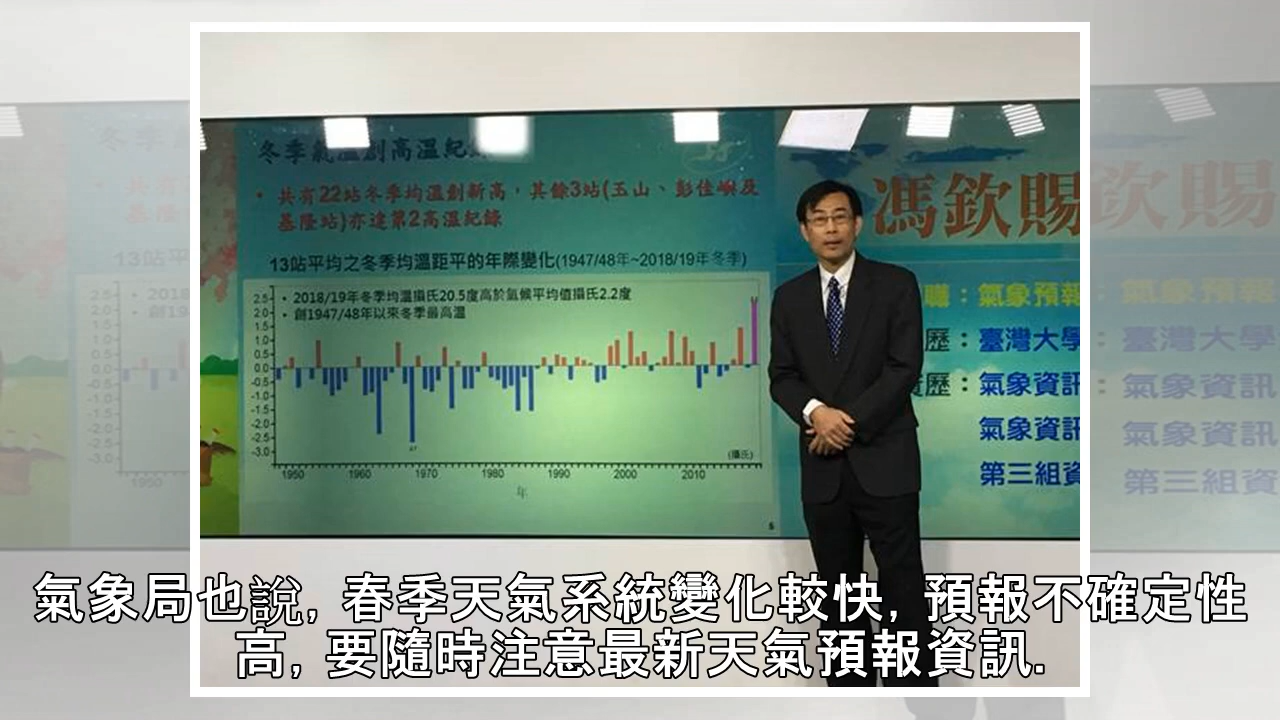 冬季氣溫創高溫紀
• 共有22站冬季均溫創新高，其餘3站(玉山、彭佳嶼及
基隆站)亦達第2高溫紀錄
馮欽賜
13站平均之冬季均溫距平的年際變化(1947/48年~2018/19年冬季)
• 2018/19年冬季均溫攝氏20.5度高於氣候平均值攝氏2.2度
• 創1947/48年以來冬季最高溫
2.5
2.0
1.5
1.0
0.5
0.0
-0.5
-1.0
-1.5
-2.0
-2.5
-3.0
(攝氏)
1950 1960 1970 1980 1990 2000 2010
年
5
職：氣象預報
歷：臺灣大學
歷：氣象資訊
氣象資訊
第三組資
氣象局也說, 春季天氣系統變化較快, 預報不確定性
高, 要隨時注意最新天氣預報資訊.